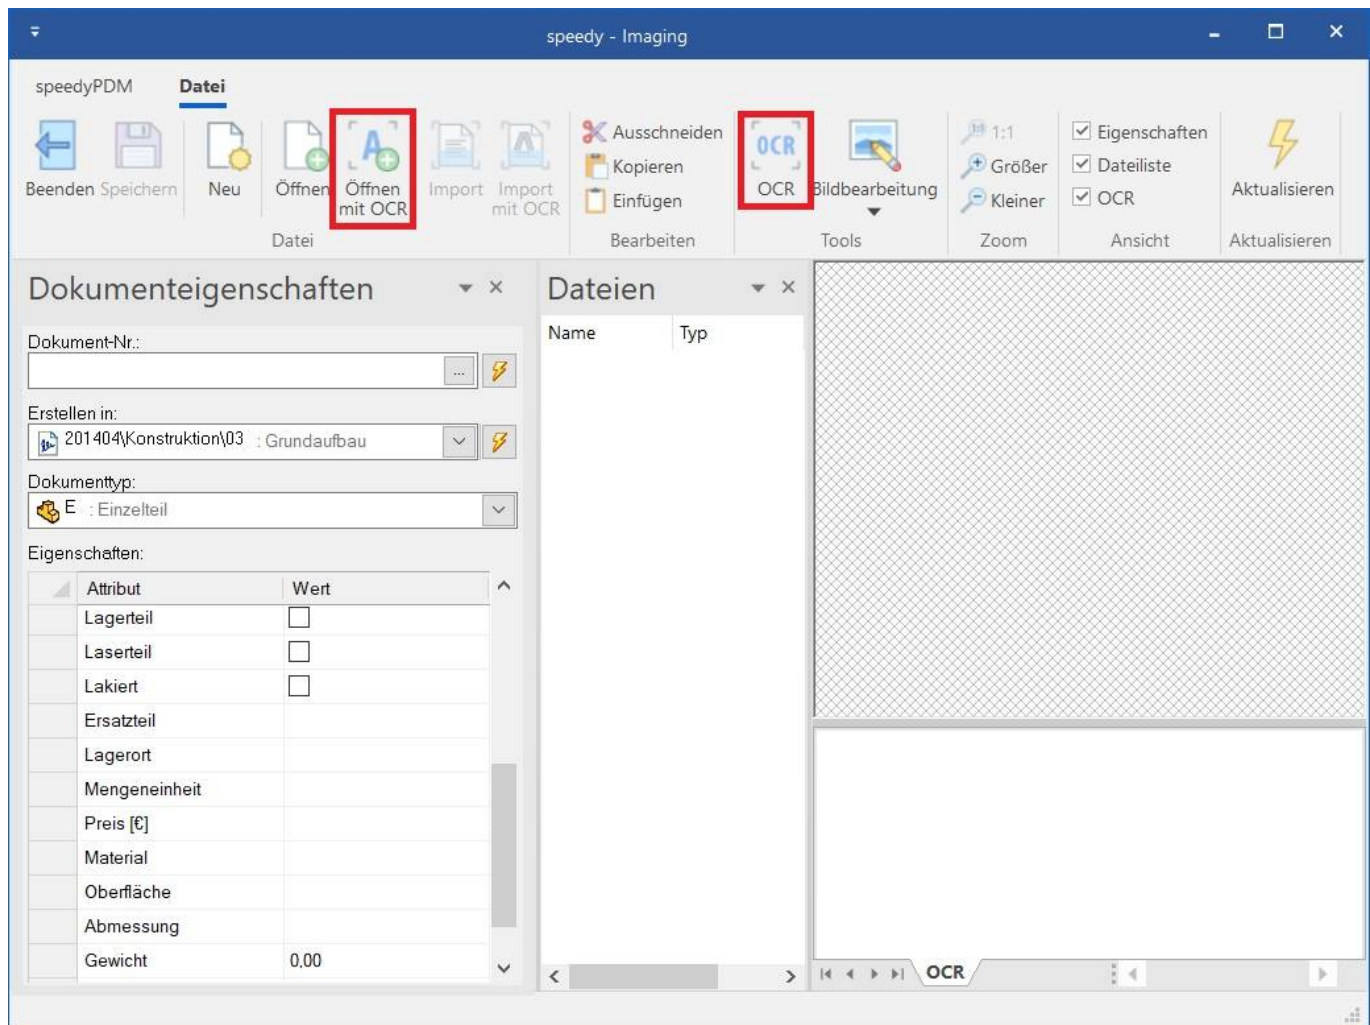 speedy - Imaging
speedyPDM Datei
Beenden Speichern Neu Öffnen Öffnen mit OCR Import Import mit OCR
Datei
Ausschneiden
Kopieren
Einfügen
Bearbeiten
OCR
OCR Bildbearbeitung
Tools
1:1
Größer
Kleiner
Zoom
Eigenschaften
Dateiliste
OCR
Ansicht
Aktualisieren
Aktualisieren
Dokumenteigenschaften
Dokument-Nr.:
...
Erstellen in:
201404\Konstruktion\03 : Grundaufbau
Dokumenttyp:
E : Einzelteil
Eigenschaften:
Attribut Wert
Lagerteil
Laserteil
Lakiert
Ersatzteil
Lagerort
Mengeneinheit
Preis [€]
Material
Oberfläche
Abmessung
Gewicht 0,00
Dateien
Name Typ
OCR